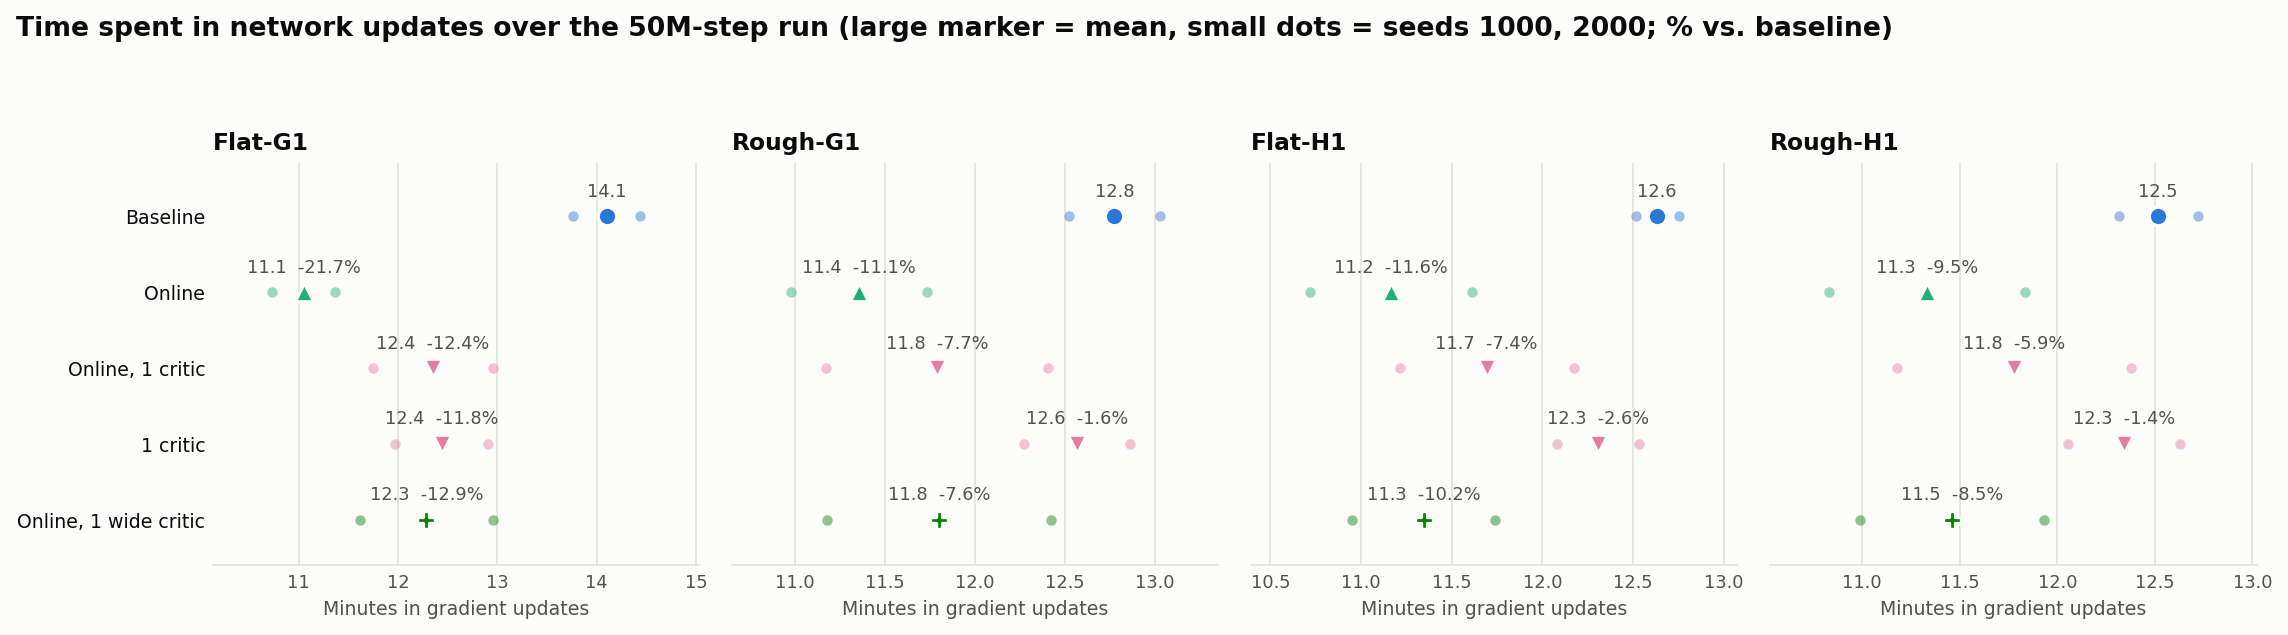 Time spent in network updates over the 50M-step run (large marker = mean, small dots = seeds 1000, 2000; % vs. baseline)
Flat-G1
Rough-G1
Flat-H1
Rough-H1
Baseline
14.1
12.8
12.6
12.5
Online
11.1 -21.7%
11.4 -11.1%
11.2 -11.6%
11.3 -9.5%
Online, 1 critic
12.4 -12.4%
11.8 -7.7%
11.7 -7.4%
11.8 -5.9%
1 critic
12.4 -11.8%
12.6 -1.6%
12.3 -2.6%
12.3 -1.4%
Online, 1 wide critic
12.3 -12.9%
11.8 -7.6%
11.3 -10.2%
11.5 -8.5%
11 12 13 14 15
11.0 11.5 12.0 12.5 13.0
10.5 11.0 11.5 12.0 12.5 13.0
11.0 11.5 12.0 12.5 13.0
Minutes in gradient updates
Minutes in gradient updates
Minutes in gradient updates
Minutes in gradient updates